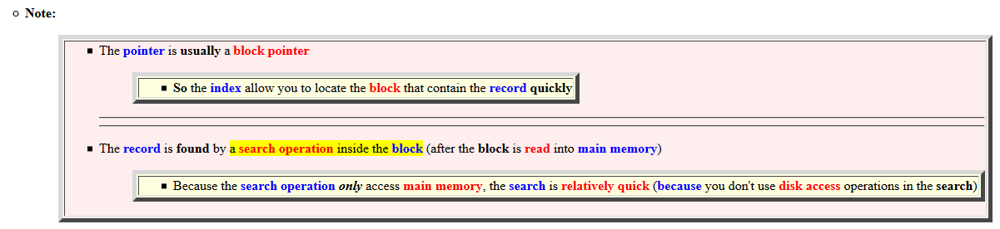 Note:
The pointer is usually a block pointer
So the index allow you to locate the block that contain the record quickly
The record is found by a search operation inside the block (after the block is read into main memory)
Because the search operation only access main memory, the search is relatively quick (because you don't use disk access operations in the search)